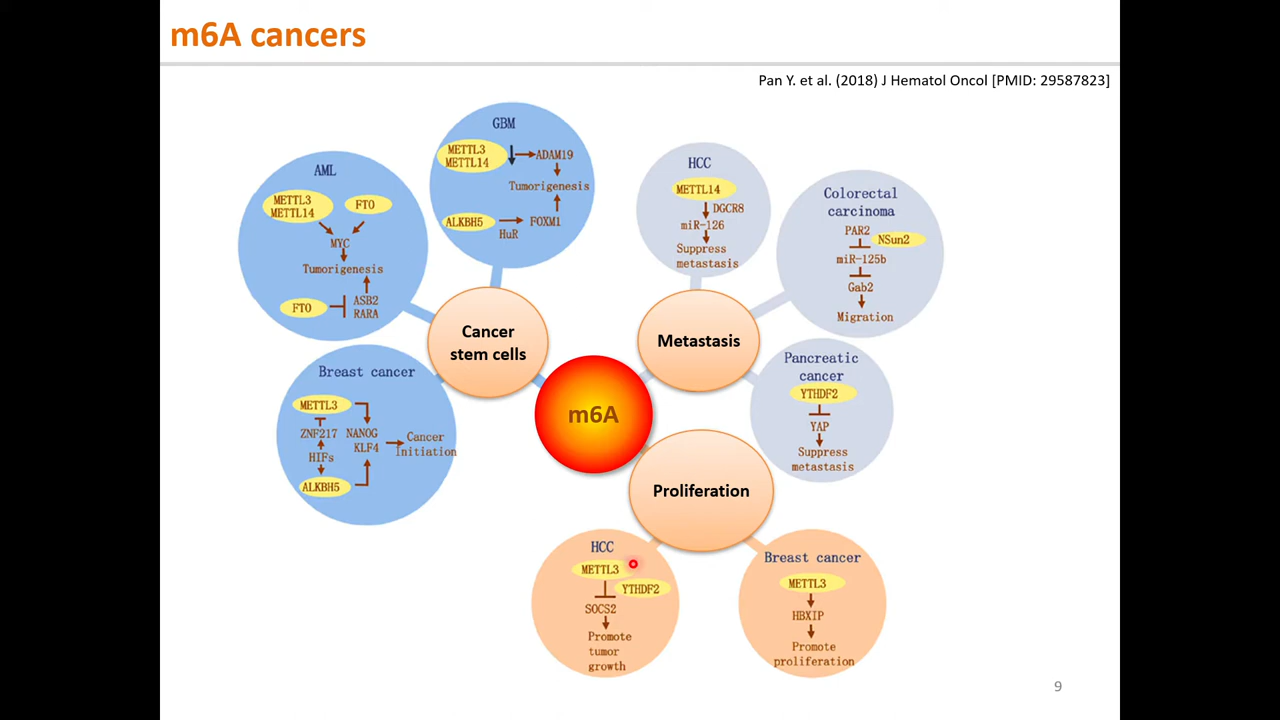 m6A cancers
Pan Y. et al. (2018) J Hematol Oncol [PMID: 29587823]
GBM
METTL3
METTL14
ADAM19
Tumorigenesis
ALKBH5
FOXM1
HuR
AML
METTL3
METTL14
FTO
MYC
Tumorigenesis
FTO
ASB2
RARA
Breast cancer
METTL3
ZNF217
NANOG
KLF4
HIFs
Cancer
Initiation
ALKBH5
Cancer
stem cells
HCC
METTL14
DGCR8
miR-126
Suppress
metastasis
Colorectal
carcinoma
PAR2
NSun2
miR-125b
Gab2
Migration
Metastasis
Pancreatic
cancer
YTHDF2
YAP
Suppress
metastasis
m6A
Proliferation
HCC
METTL3
YTHDF2
SOCS2
Promote
tumor
growth
Breast cancer
METTL3
HBXIP
Promote
proliferation
9